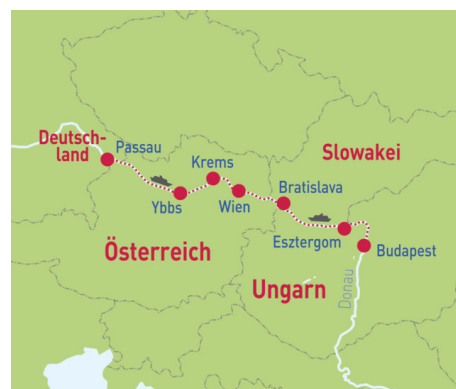 Deutsch-
land
Passau
Krems
Slowakei
Ybbs
Wien
Bratislava
Österreich
Esztergom
Budapest
Ungarn
Donau